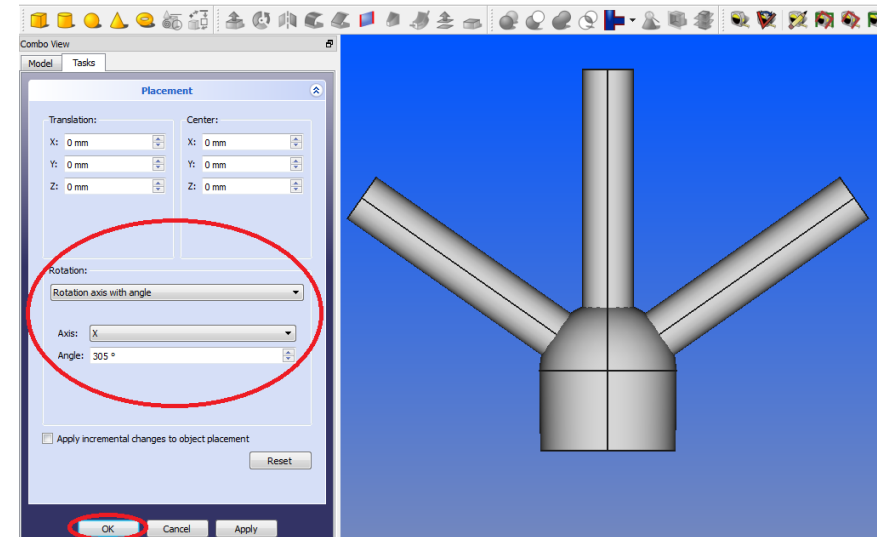 Combo View
Model Tasks
Placement
Translation: Center:
X: 0 mm X: 0 mm
Y: 0 mm Y: 0 mm
Z: 0 mm Z: 0 mm
Rotation:
Rotation axis with angle
Axis: X
Angle: 305 °
Apply incremental changes to object placement
Reset
OK Cancel Apply